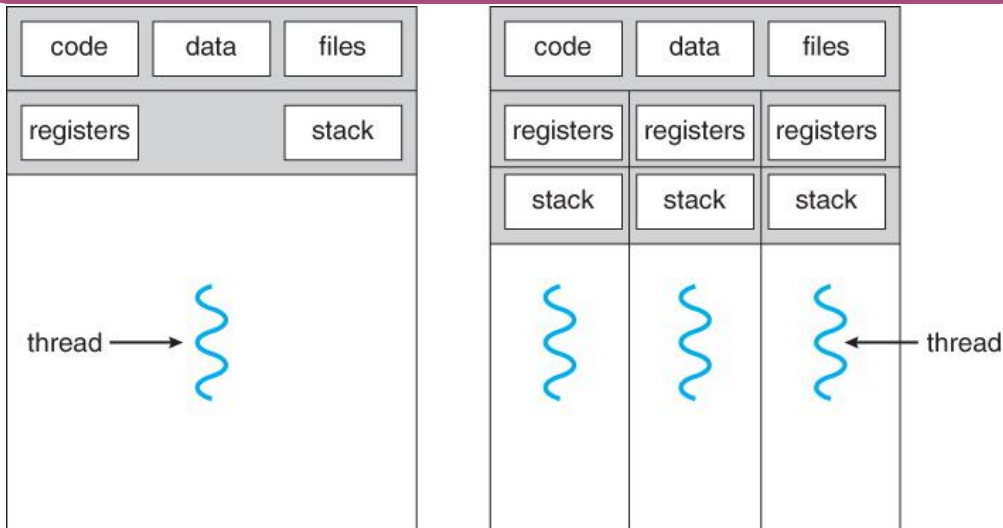 code data files
registers stack
thread
code data files
registers registers registers
stack stack stack
thread